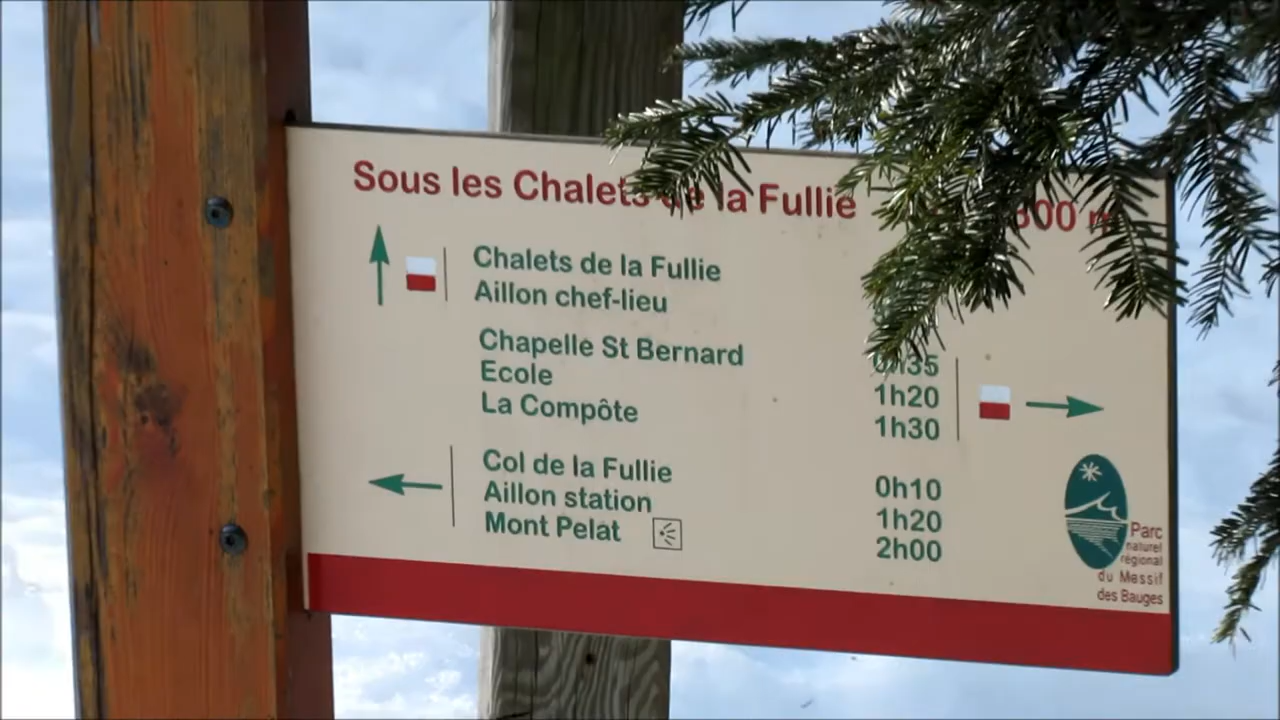 Sous les Chalets de la Fullie
Chalets de la Fullie
Aillon chef-lieu
Chapelle St Bernard 0h35
Ecole 1h20
La Compôte 1h30
Col de la Fullie 0h10
Aillon station 1h20
Mont Pelat 2h00
Parc
naturel
régional
du Massif
des Bauges